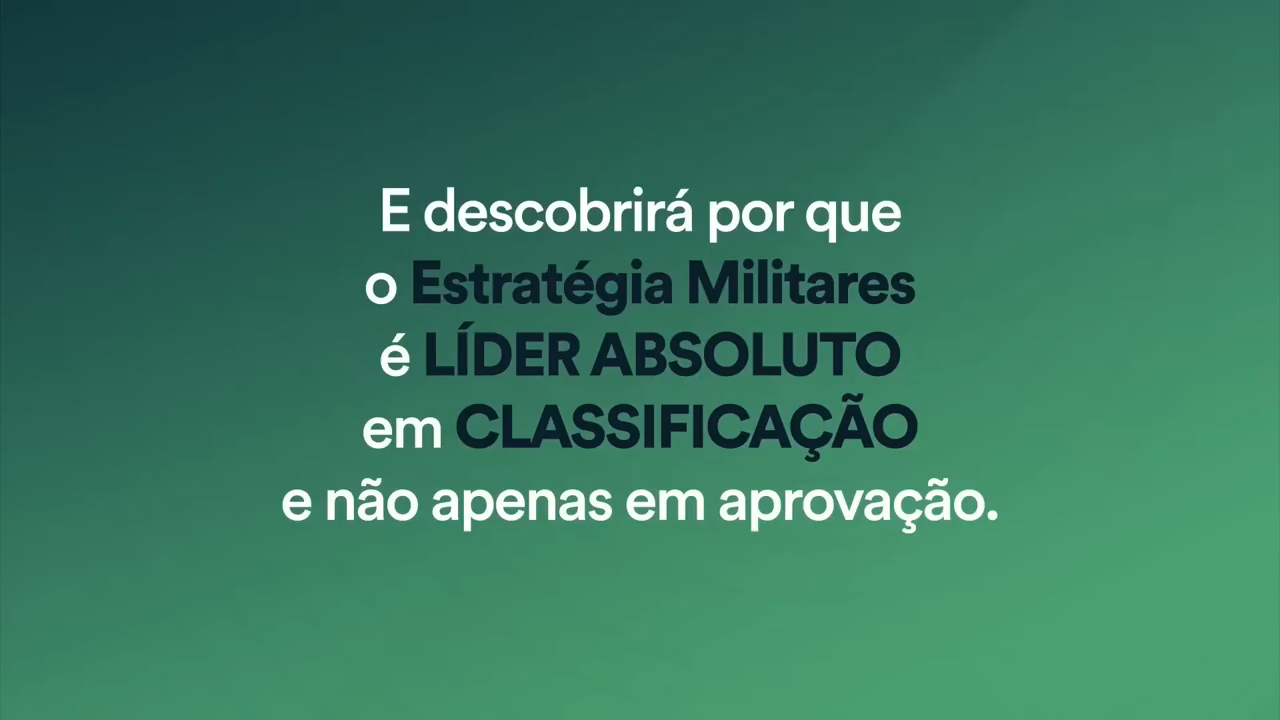 E descobrirá por que
o Estratégia Militares
é LÍDER ABSOLUTO
em CLASSIFICAÇÃO
e não apenas em aprovação.